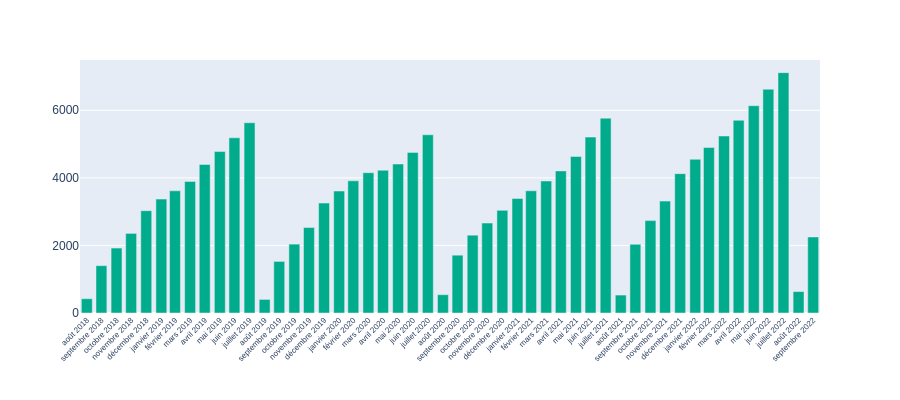 6000
4000
2000
0
août 2018
septembre 2018
octobre 2018
novembre 2018
décembre 2018
janvier 2019
février 2019
mars 2019
avril 2019
mai 2019
juin 2019
juillet 2019
août 2019
septembre 2019
octobre 2019
novembre 2019
décembre 2019
janvier 2020
février 2020
mars 2020
avril 2020
mai 2020
juin 2020
juillet 2020
août 2020
septembre 2020
octobre 2020
novembre 2020
décembre 2020
janvier 2021
février 2021
mars 2021
avril 2021
mai 2021
juin 2021
juillet 2021
août 2021
septembre 2021
octobre 2021
novembre 2021
décembre 2021
janvier 2022
février 2022
mars 2022
avril 2022
mai 2022
juin 2022
juillet 2022
août 2022
septembre 2022